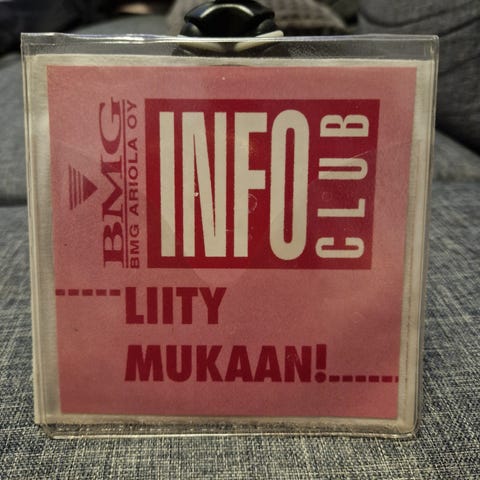 BMG
BMG ARIOLA OY
INFO
CLUB
LIITY
MUKAAN!